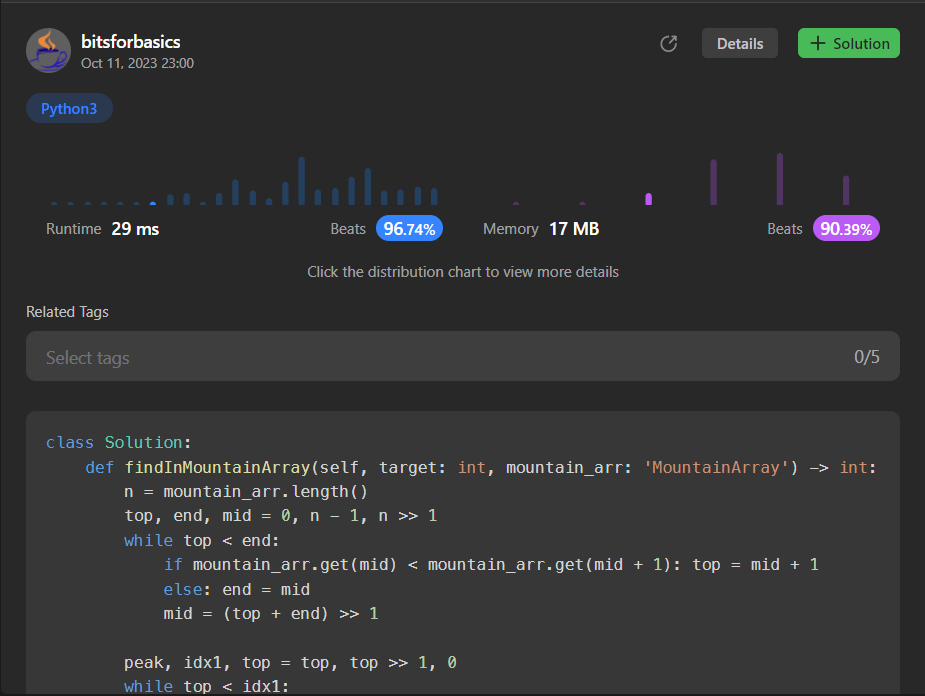 bitsforbasics
Oct 11, 2023 23:00
Details
+ Solution
Python3
Runtime 29 ms
Beats 96.74%
Memory 17 MB
Beats 90.39%
Click the distribution chart to view more details
Related Tags
Select tags
0/5
class Solution:
    def findInMountainArray(self, target: int, mountain_arr: 'MountainArray') -> int:
        n = mountain_arr.length()
        top, end, mid = 0, n - 1, n >> 1
        while top < end:
            if mountain_arr.get(mid) < mountain_arr.get(mid + 1): top = mid + 1
            else: end = mid
            mid = (top + end) >> 1
        peak, idx1, top = top, top >> 1, 0
        while top < idx1: